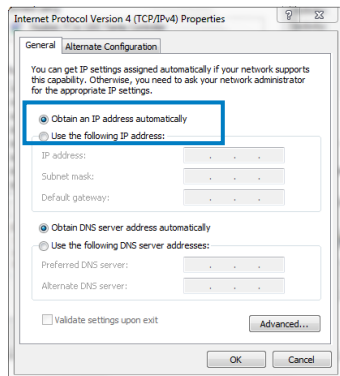 Internet Protocol Version 4 (TCP/IPv4) Properties
General
Alternate Configuration
You can get IP settings assigned automatically if your network supports
this capability. Otherwise, you need to ask your network administrator
for the appropriate IP settings.
Obtain an IP address automatically
Use the following IP address:
IP address:
Subnet mask:
Default gateway:
Obtain DNS server address automatically
Use the following DNS server addresses:
Preferred DNS server:
Alternate DNS server:
Validate settings upon exit
Advanced...
OK
Cancel